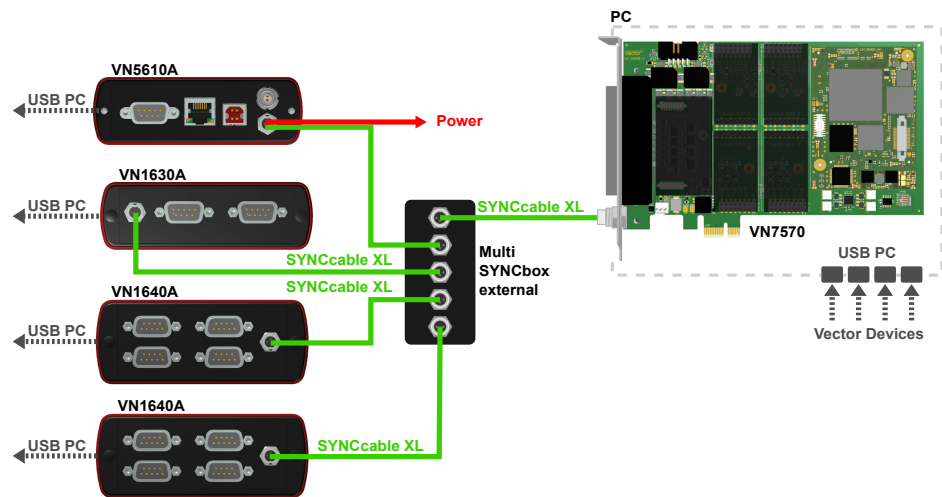 PC
VN5610A
USB PC
Power
VN1630A
USB PC
SYNCcable XL
VN7570
SYNCcable XL
Multi
SYNCbox
external
USB PC
SYNCcable XL
VN1640A
USB PC
Vector Devices
VN1640A
SYNCcable XL
USB PC